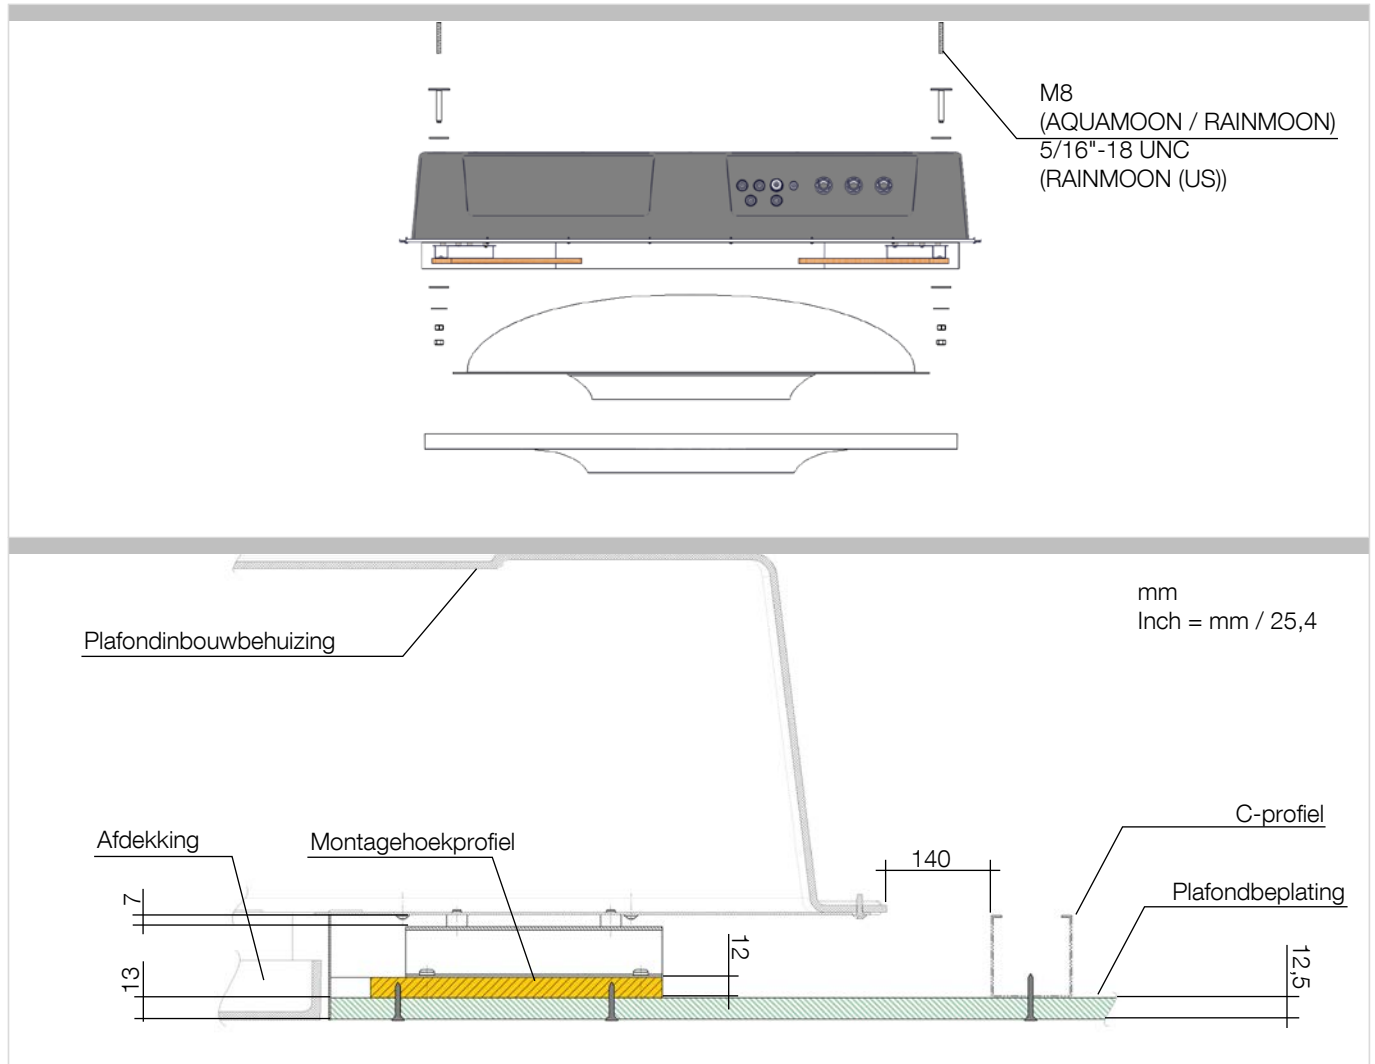 M8
(AQUAMOON / RAINMOON)
5/16"-18 UNC
(RAINMOON (US))
mm
Inch = mm / 25,4
Plafondinbouwbehuizing
C-profiel
Afdekking
Montagehoekprofiel
140
Plafondbeplating
7
12
13
12,5